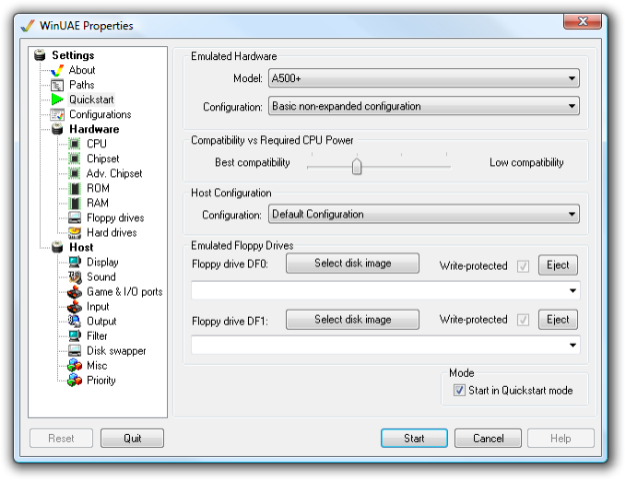 WinUAE Properties
Settings
About
Paths
Quickstart
Configurations
Hardware
CPU
Chipset
Adv. Chipset
ROM
RAM
Floppy drives
Hard drives
Host
Display
Sound
Game & I/O ports
Input
Output
Filter
Disk swapper
Misc
Priority
Emulated Hardware
Model: A500+
Configuration: Basic non-expanded configuration
Compatibility vs Required CPU Power
Best compatibility Low compatibility
Host Configuration
Configuration: Default Configuration
Emulated Floppy Drives
Floppy drive DF0: Select disk image Write-protected Eject
Floppy drive DF1: Select disk image Write-protected Eject
Mode
Start in Quickstart mode
Reset Quit Start Cancel Help